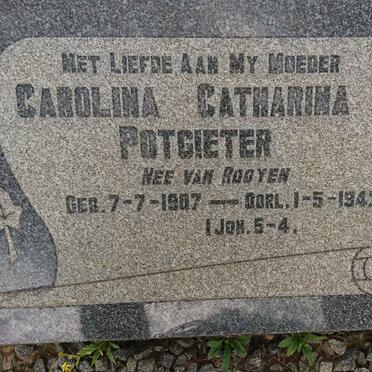 MET LIEFDE AAN MY MOEDER
CAROLINA CATHARINA
POTGIETER
NEE VAN ROOYEN
GEB. 7-7-1907 — OORL. 1-5-194
I JOH. 5-4.